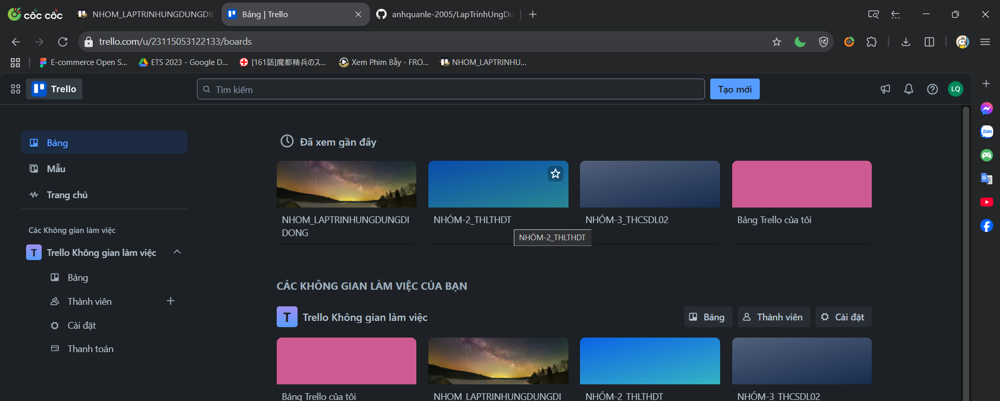 cốc cốc
NHOM_LAPTRINHUNGDUNGDI
Bảng | Trello
anhquanle-2005/LapTrinhUngDu
trello.com/u/23115053122133/boards
E-commerce Open S...
ETS 2023 - Google D...
[161話]魔都精兵のス...
Xem Phim Bẫy - FRO...
NHOM_LAPTRINHU...
Trello
Tìm kiếm
Tạo mới
LQ
Zalo
Bảng
Mẫu
Trang chủ
Các Không gian làm việc
T
Trello Không gian làm việc
Bảng
Thành viên
Cài đặt
Thanh toán
Đã xem gần đây
NHOM_LAPTRINHUNGDUNGDI
DONG
NHÓM-2_THLTHDT
NHÓM-3_THCSDL02
Bảng Trello của tôi
NHÓM-2_THLTHDT
CÁC KHÔNG GIAN LÀM VIỆC CỦA BẠN
T
Trello Không gian làm việc
Bảng
Thành viên
Cài đặt
Bảng Trello của tôi
NHOM_LAPTRINHUNGDUNGDI
NHÓM-2_THLTHDT
NHÓM-3_THCSDL02